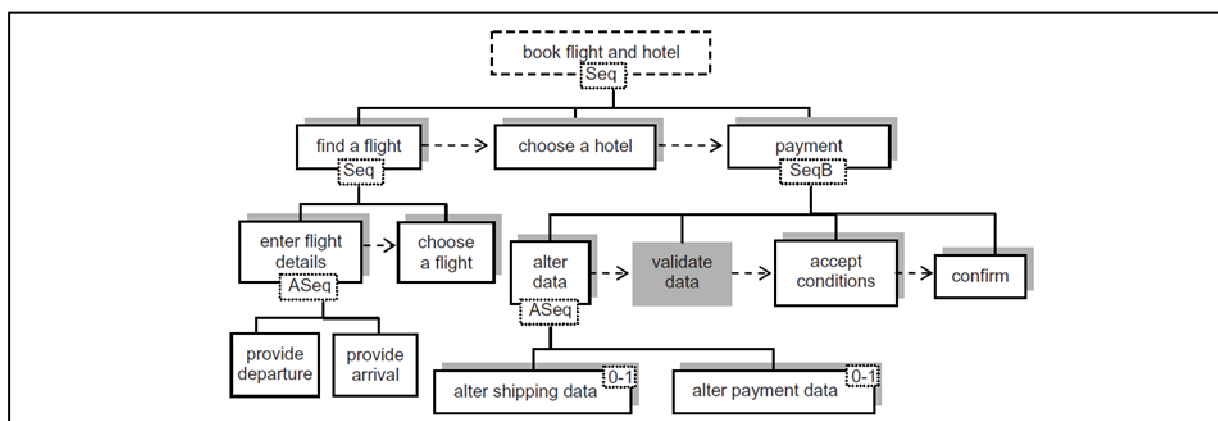 book flight and hotel
Seq
find a flight
choose a hotel
payment
Seq
SeqB
enter flight
details
choose
a flight
alter
data
validate
data
accept
conditions
confirm
ASeq
ASeq
provide
departure
provide
arrival
0-1
alter shipping data
0-1
alter payment data